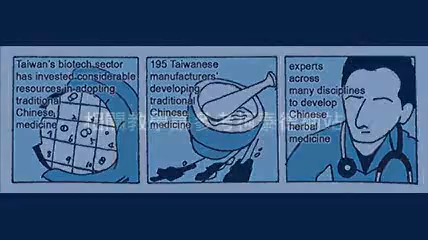 Taiwan's biotech sector
has invested considerable
resources in adopting
traditional
Chinese
medicine
195 Taiwanese
manufacturers'
developing
traditional
Chinese
medicine
experts
across
many disciplines
to develop
Chinese
herbal
medicine